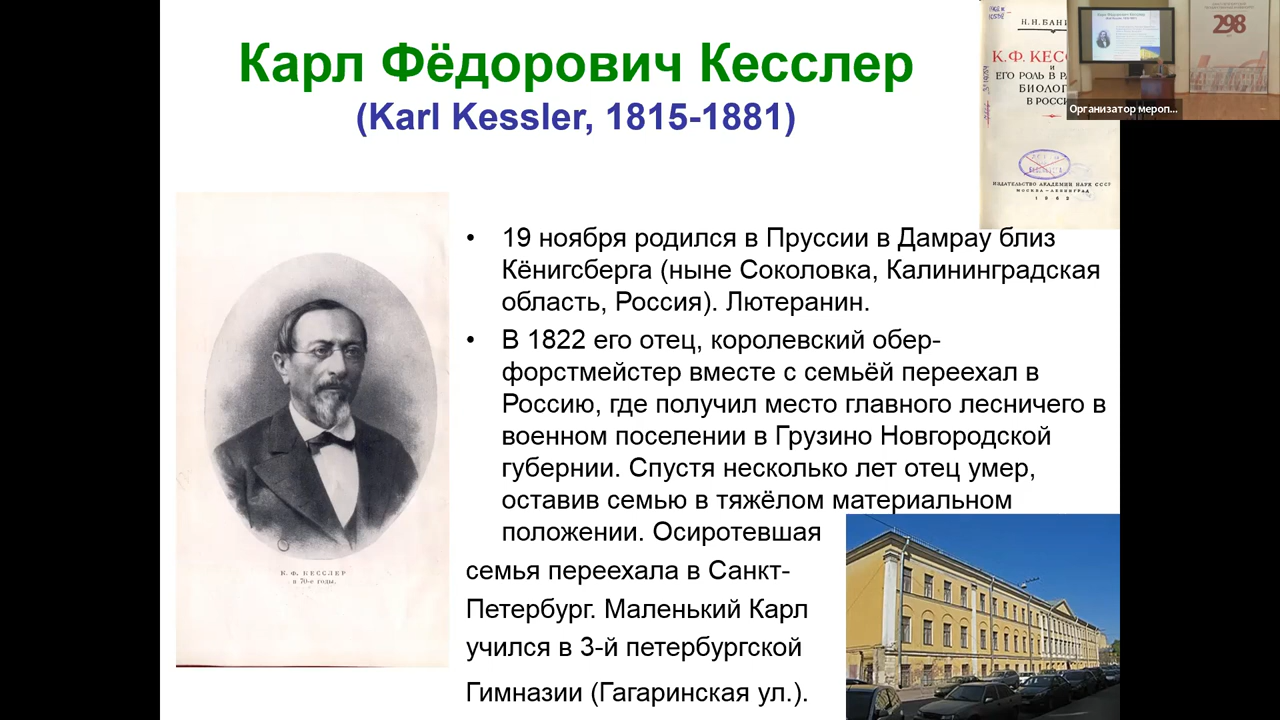 Карл Фёдорович Кесслер
(Karl Kessler, 1815-1881)
298
Н. Н. БАНИ
К.Ф. КЕСС
И
ЕГО РОЛЬ В Р
БИОЛОГ
В РОССИ
Организатор мероп...
ИЗДАТЕЛЬСТВО АКАДЕМИИ НАУК СССР
МОСКВА-ЛЕНИНГРАД
1962
• 19 ноября родился в Пруссии в Дамрау близ
Кёнигсберга (ныне Соколовка, Калининградская
область, Россия). Лютеранин.
• В 1822 его отец, королевский обер-
форстмейстер вместе с семьёй переехал в
Россию, где получил место главного лесничего в
военном поселении в Грузино Новгородской
губернии. Спустя несколько лет отец умер,
оставив семью в тяжёлом материальном
положении. Осиротевшая
семья переехала в Санкт-
Петербург. Маленький Карл
учился в 3-й петербургской
Гимназии (Гагаринская ул.).
К. Ф. КЕССЛЕР
в 70-е годы.